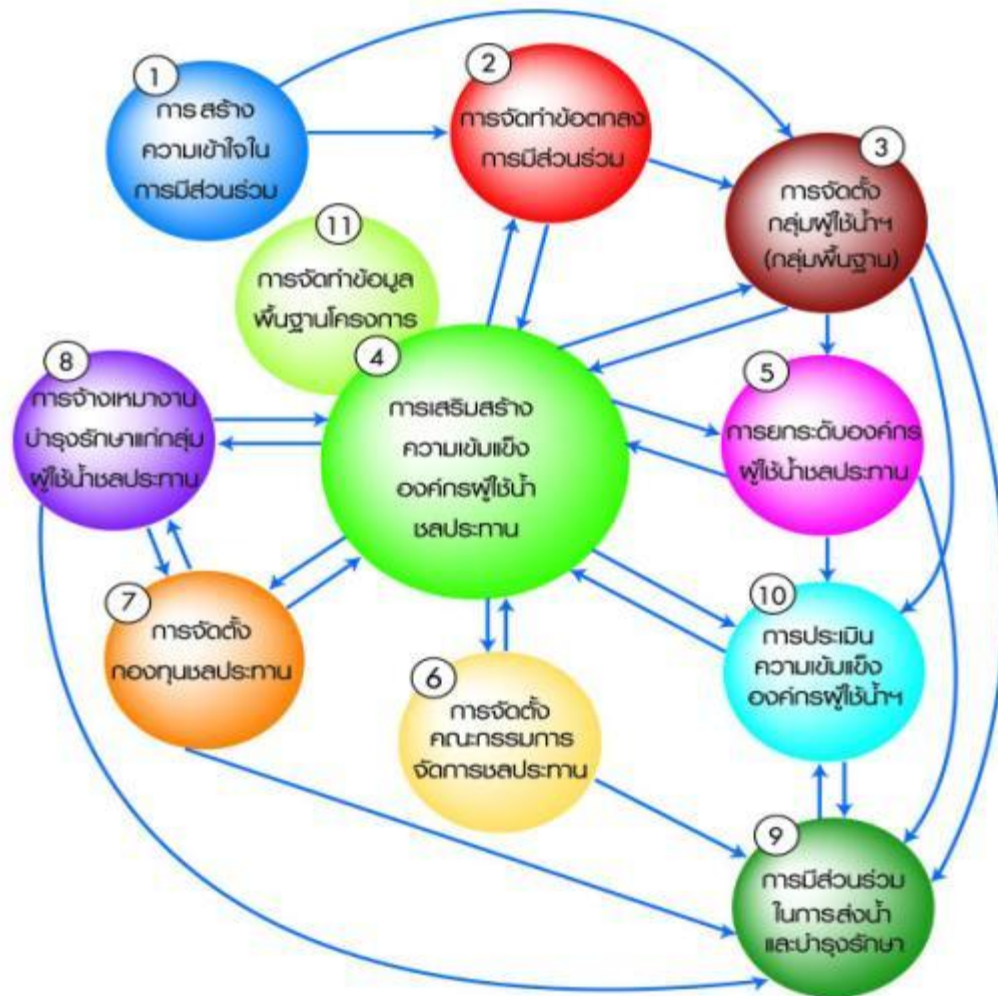 1
การสร้าง
ความเข้าใจใน
การมีส่วนร่วม
2
การจัดทำข้อตกลง
การมีส่วนร่วม
3
การจัดตั้ง
กลุ่มผู้ใช้น้ำฯ
(กลุ่มพื้นฐาน)
11
การจัดทำข้อมูล
พื้นฐานโครงการ
4
การเสริมสร้าง
ความเข้มแข็ง
องค์กรผู้ใช้น้ำ
ชลประทาน
8
การจ้างเหมางาน
บำรุงรักษาแก่กลุ่ม
ผู้ใช้น้ำชลประทาน
5
การยกระดับองค์กร
ผู้ใช้น้ำชลประทาน
7
การจัดตั้ง
กองทุนชลประทาน
6
การจัดตั้ง
คณะกรรมการ
จัดการชลประทาน
10
การประเมิน
ความเข้มแข็ง
องค์กรผู้ใช้น้ำฯ
9
การมีส่วนร่วม
ในการส่งน้ำ
และบำรุงรักษา